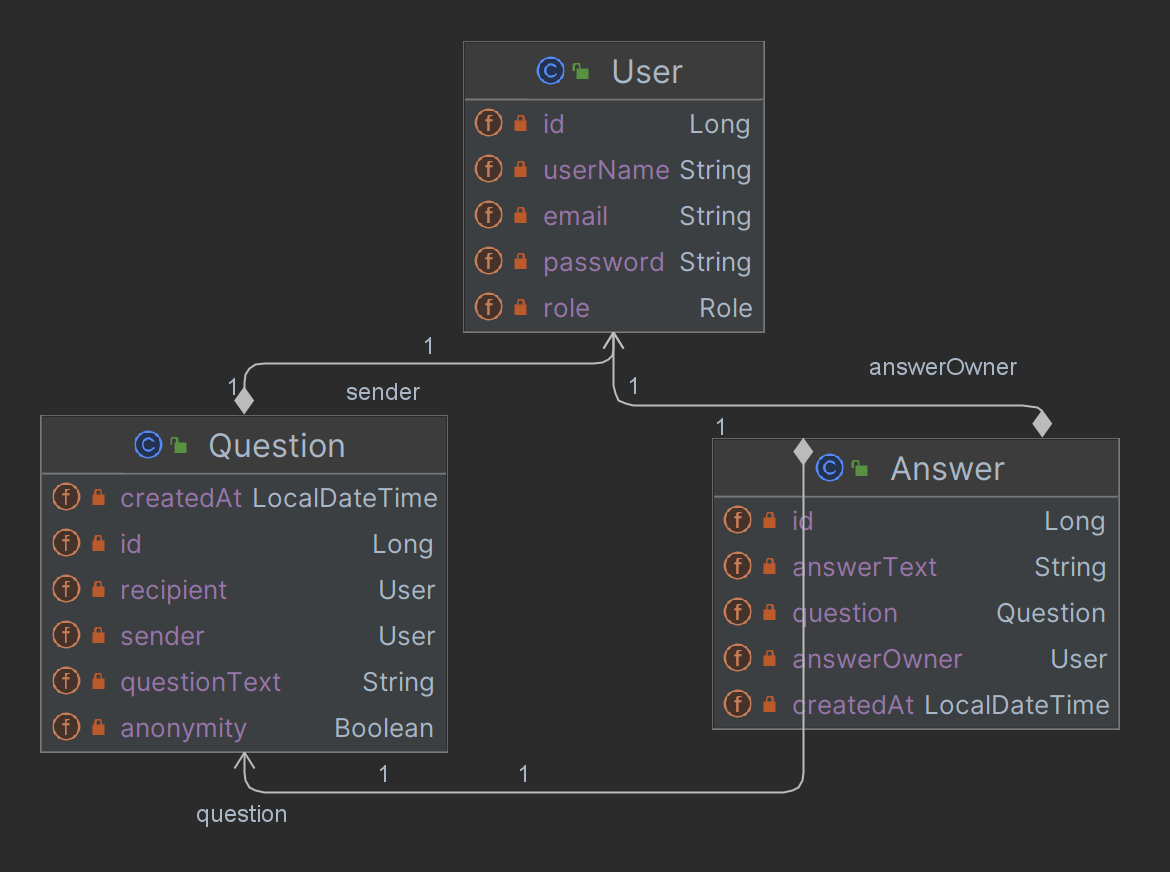 User
id Long
userName String
email String
password String
role Role
1
1
sender
1
answerOwner
1
Question
createdAt LocalDateTime
id Long
recipient User
sender User
questionText String
anonymity Boolean
Answer
id Long
answerText String
question Question
answerOwner User
createdAt LocalDateTime
1
1
question